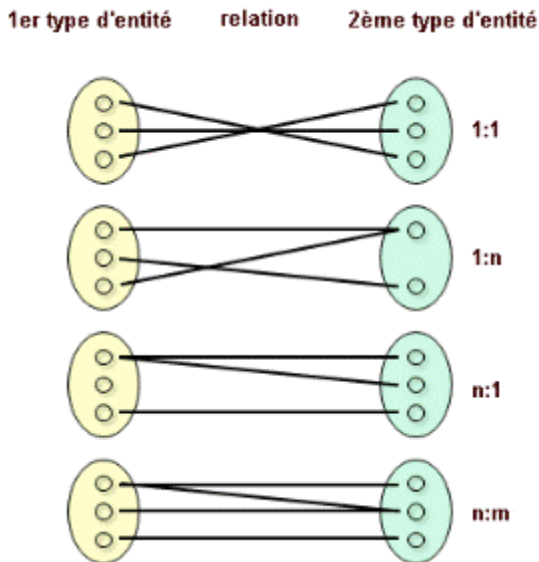 1er type d'entité relation 2ème type d'entité
1:1
1:n
n:1
n:m